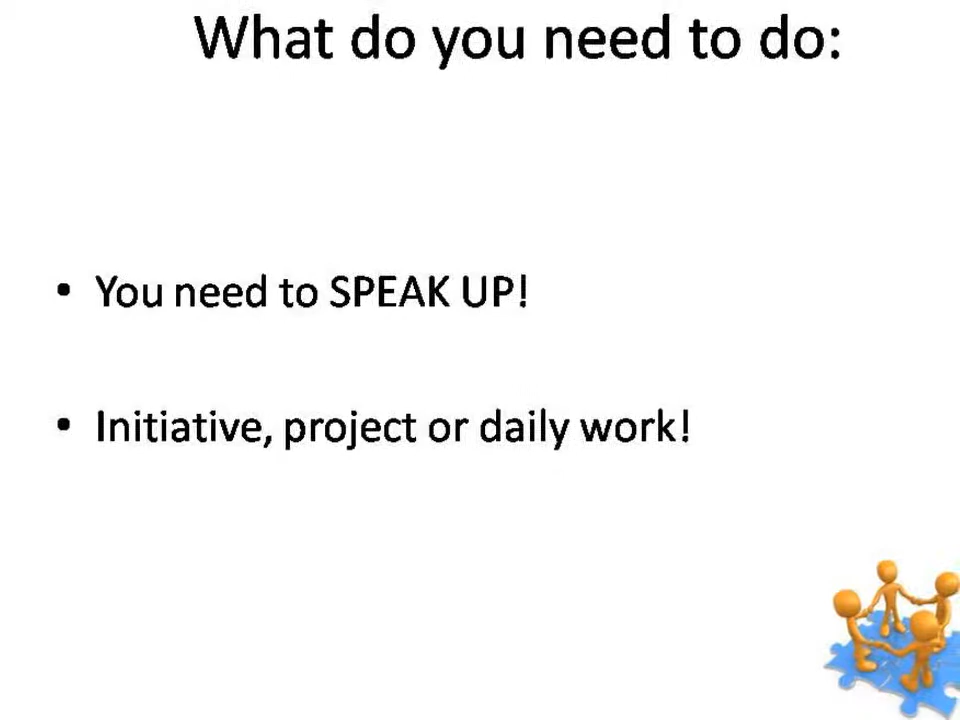 What do you need to do:
• You need to SPEAK UP!
• Initiative, project or daily work!